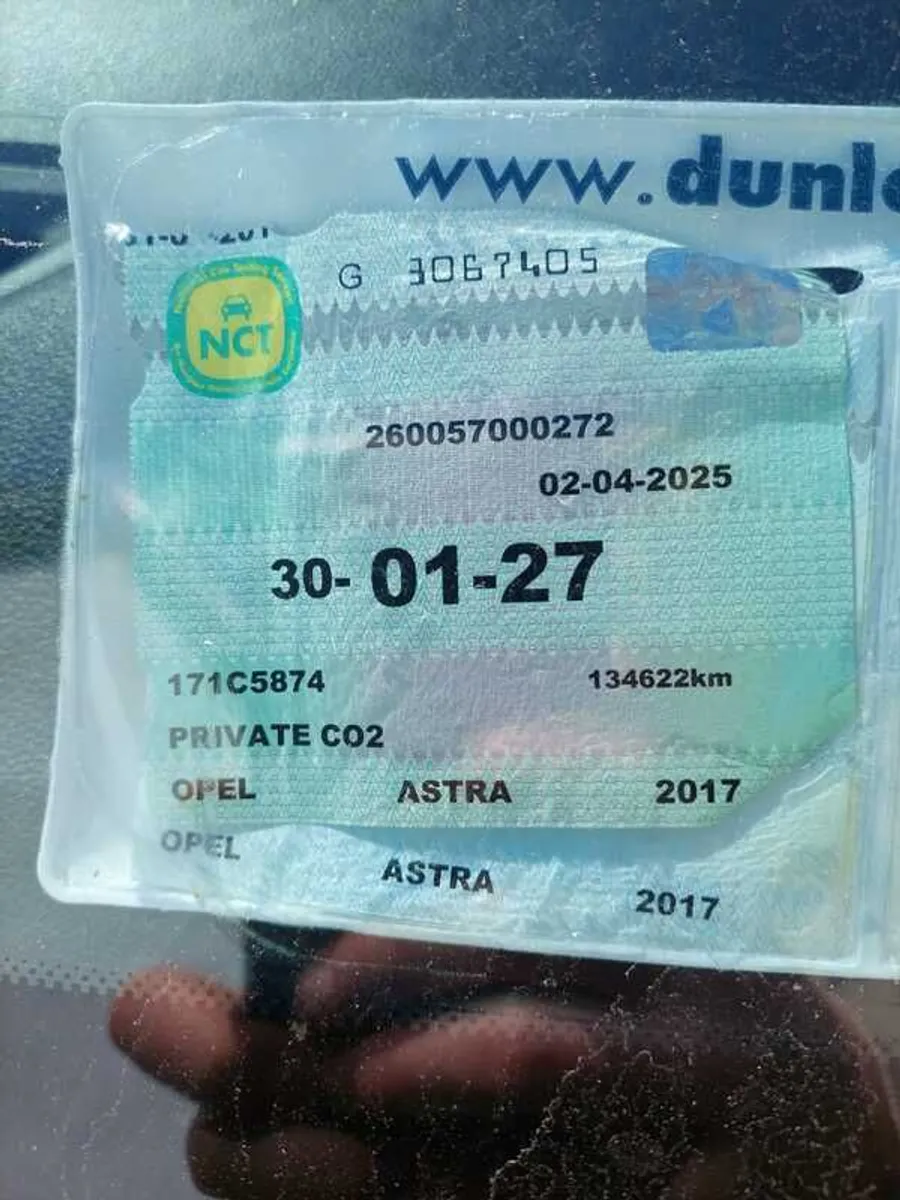 www.dunlo
G 3067405
NCT
260057000272
02-04-2025
30-01-27
171C5874 134622km
PRIVATE CO2
OPEL ASTRA 2017
OPEL ASTRA 2017